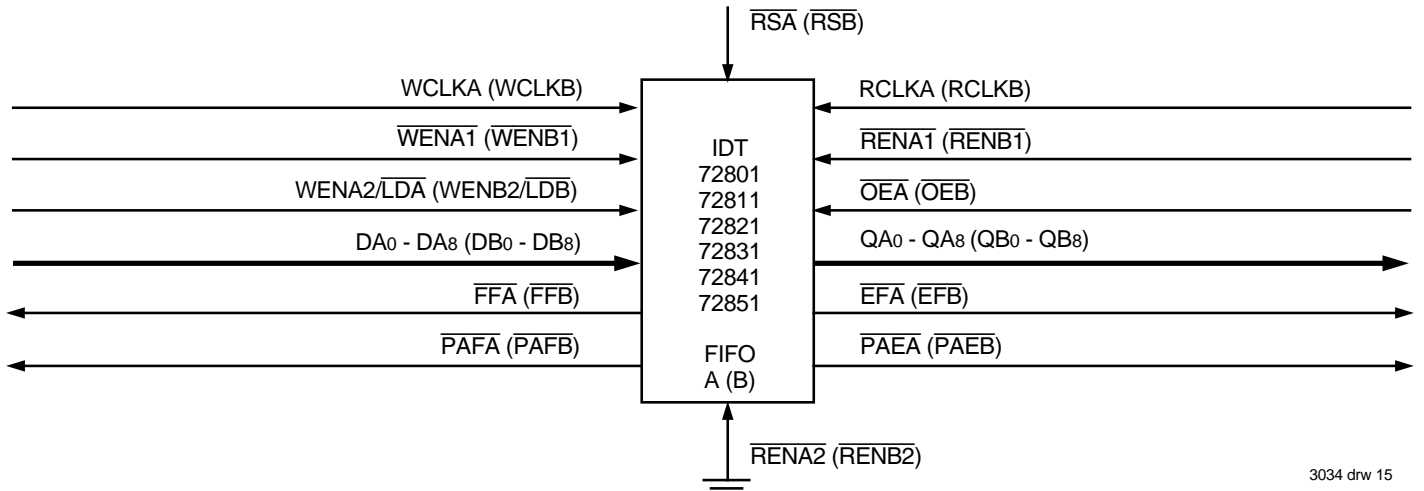 RSA (RSB)
WCLKA (WCLKB)
WENA1 (WENB1)
WENA2/LDA (WENB2/LDB)
DA0 - DA8 (DB0 - DB8)
FFA (FFB)
PAFA (PAFB)
IDT
72801
72811
72821
72831
72841
72851
FIFO
A (B)
RCLKA (RCLKB)
RENA1 (RENB1)
OEA (OEB)
QA0 - QA8 (QB0 - QB8)
EFA (EFB)
PAEA (PAEB)
RENA2 (RENB2)
3034 drw 15